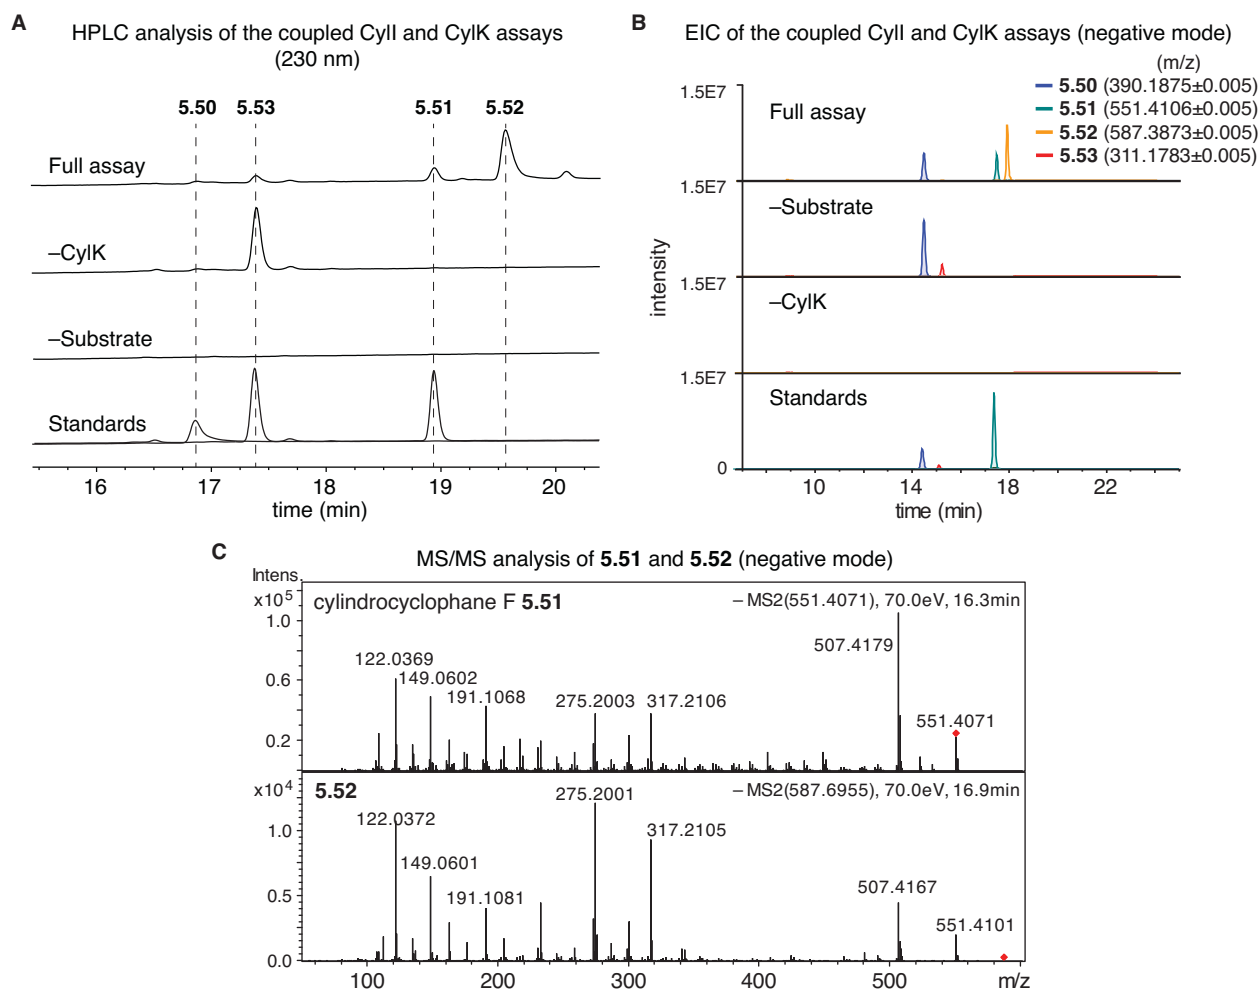 A
HPLC analysis of the coupled CylI and CylK assays
(230 nm)
5.50 5.53 5.51 5.52
Full assay
–CylK
–Substrate
Standards
16 17 18 19 20
time (min)
B
EIC of the coupled CylI and CylK assays (negative mode)
(m/z)
5.50 (390.1875±0.005)
5.51 (551.4106±0.005)
5.52 (587.3873±0.005)
5.53 (311.1783±0.005)
1.5E7
Full assay
1.5E7
–Substrate
1.5E7
–CylK
1.5E7
Standards
0
intensity
10 14 18 22
time (min)
C
MS/MS analysis of 5.51 and 5.52 (negative mode)
Intens.
x10⁵
cylindrocyclophane F 5.51
– MS2(551.4071), 70.0eV, 16.3min
1.0
0.6
0.2
122.0369
149.0602
191.1068
275.2003
317.2106
507.4179
551.4071
x10⁴
5.52
– MS2(587.6955), 70.0eV, 16.9min
1.0
0.5
0.0
122.0372
149.0601
191.1081
275.2001
317.2105
507.4167
551.4101
100 200 300 400 500 m/z